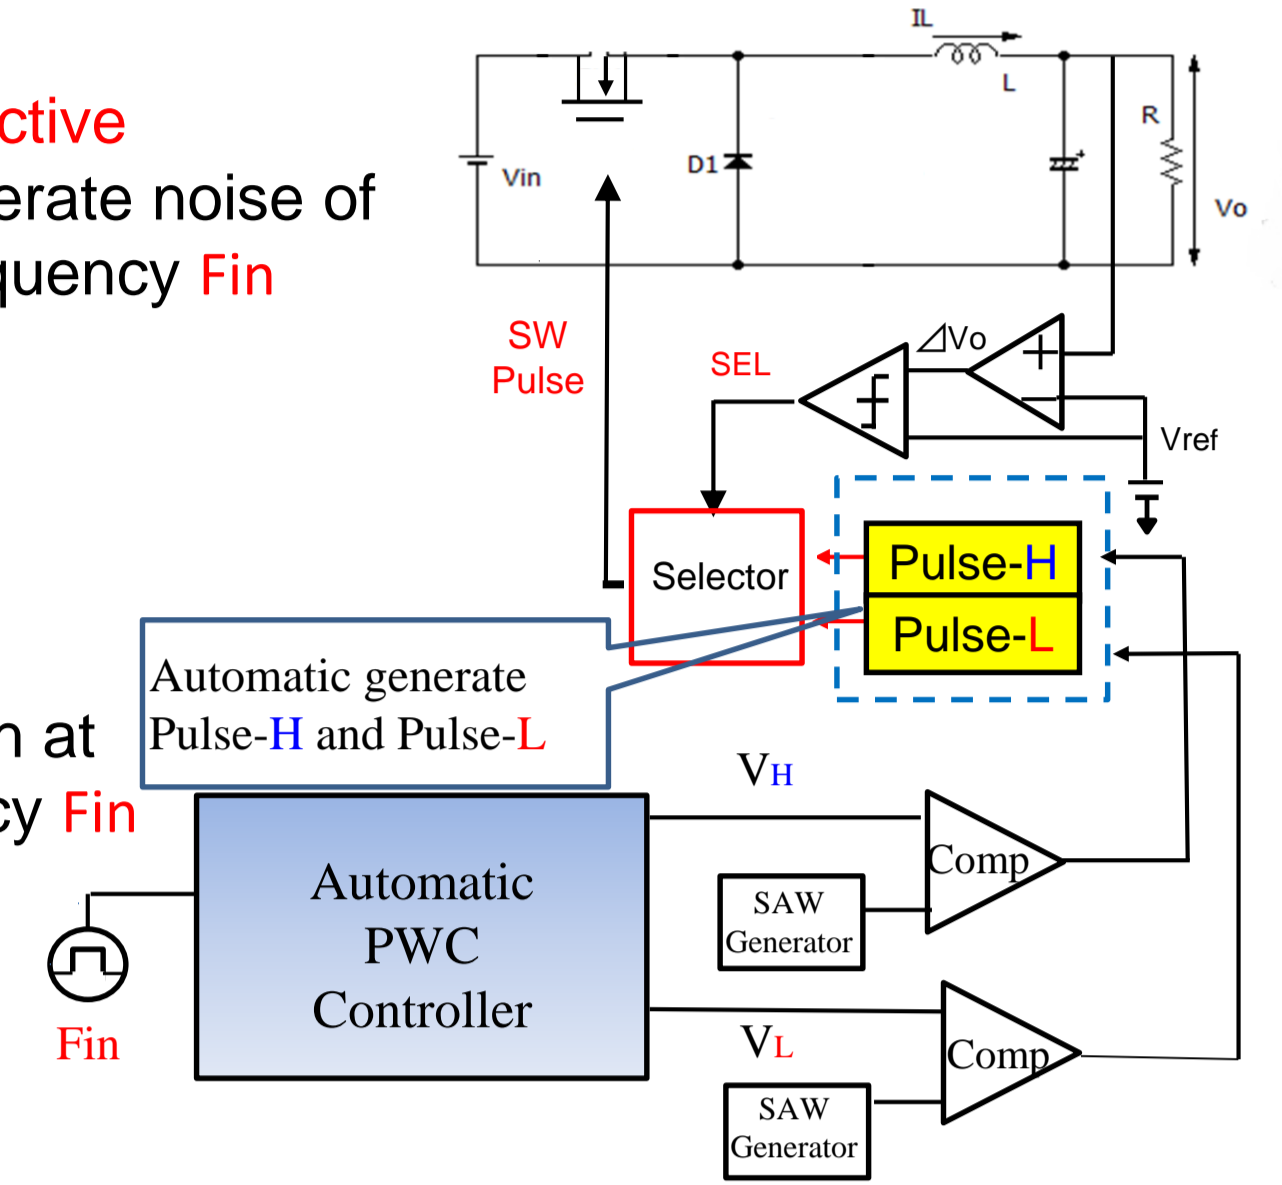 IL
L
R
D1
Vin
Vo
ctive
erate noise of
quency Fin
SW
Pulse
SEL
⊿Vo
+
−
Vref
Selector
Pulse-H
Pulse-L
Automatic generate
Pulse-H and Pulse-L
n at
cy Fin
VH
Comp
SAW
Generator
Automatic
PWC
Controller
Fin
VL
Comp
SAW
Generator